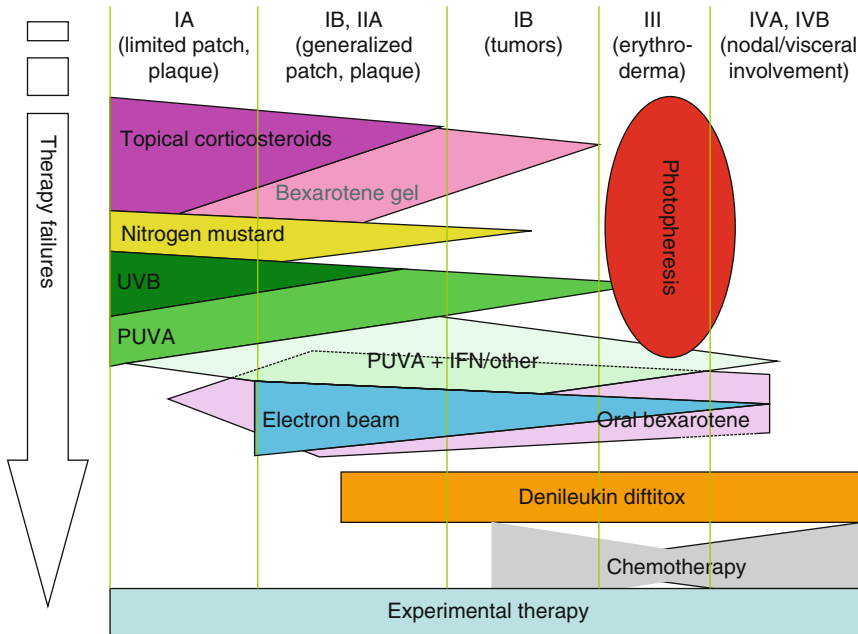 IA
(limited patch,
plaque)
IB, IIA
(generalized
patch, plaque)
IB
(tumors)
III
(erythro-
derma)
IVA, IVB
(nodal/visceral
involvement)
Therapy failures
Topical corticosteroids
Bexarotene gel
Nitrogen mustard
UVB
PUVA
Photopheresis
PUVA + IFN/other
Electron beam
Oral bexarotene
Denileukin diftitox
Chemotherapy
Experimental therapy